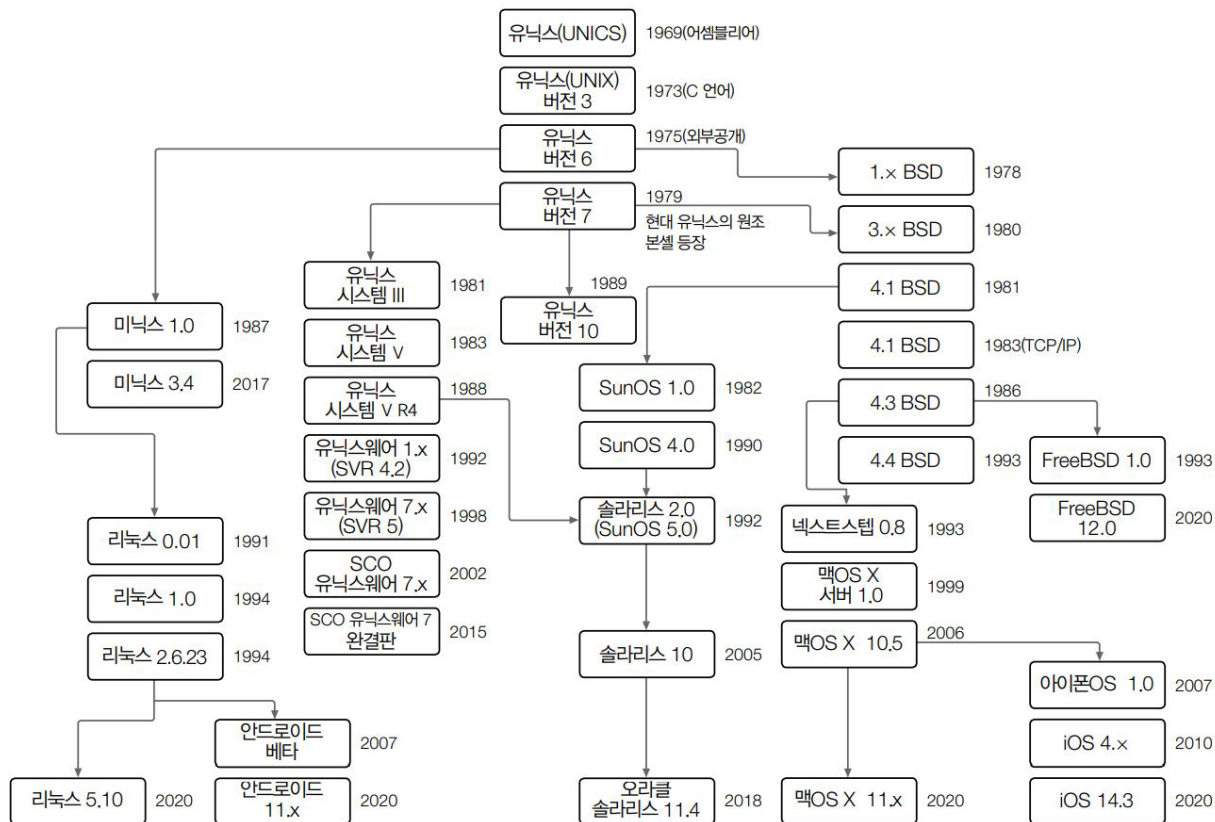 유닉스(UNICS)
1969(어셈블리어)
유닉스(UNIX)
버전 3
1973(C 언어)
유닉스
버전 6
1975(외부공개)
1.× BSD
1978
유닉스
버전 7
1979
현대 유닉스의 원조
본셸 등장
3.× BSD
1980
유닉스
시스템 III
1981
1989
유닉스
버전 10
4.1 BSD
1981
미닉스 1.0
1987
유닉스
시스템 V
1983
4.1 BSD
1983(TCP/IP)
미닉스 3.4
2017
유닉스
시스템 V R4
1988
SunOS 1.0
1982
4.3 BSD
1986
유닉스웨어 1.x
(SVR 4.2)
1992
SunOS 4.0
1990
4.4 BSD
1993
FreeBSD 1.0
1993
유닉스웨어 7.x
(SVR 5)
1998
솔라리스 2.0
(SunOS 5.0)
1992
넥스트스텝 0.8
1993
FreeBSD
12.0
2020
리눅스 0.01
1991
SCO
유닉스웨어 7.x
2002
맥OS X
서버 1.0
1999
리눅스 1.0
1994
SCO 유닉스웨어 7
완결판
2015
리눅스 2.6.23
1994
솔라리스 10
2005
맥OS X 10.5
2006
아이폰OS 1.0
2007
안드로이드
베타
2007
iOS 4.×
2010
리눅스 5.10
2020
안드로이드
11.x
2020
오라클
솔라리스 11.4
2018
맥OS X 11.x
2020
iOS 14.3
2020